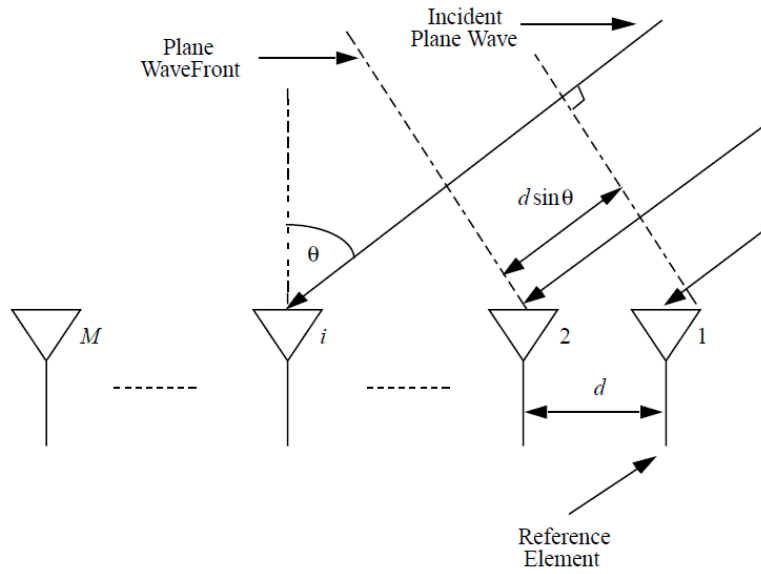 Incident
Plane Wave
Plane
WaveFront
d sinθ
θ
M
i
2
1
d
Reference
Element